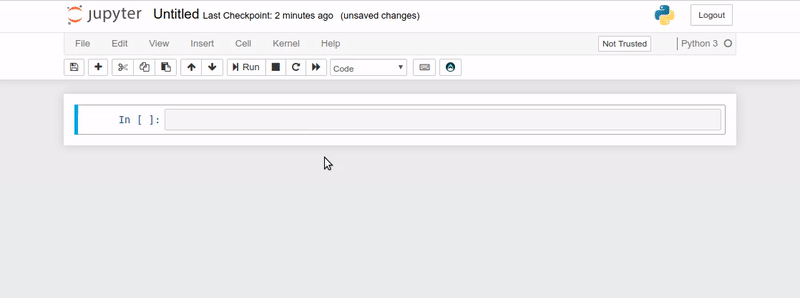 jupyter Untitled Last Checkpoint: 2 minutes ago (unsaved changes) Logout
File Edit View Insert Cell Kernel Help Not Trusted Python 3
Run Code
In [ ]: